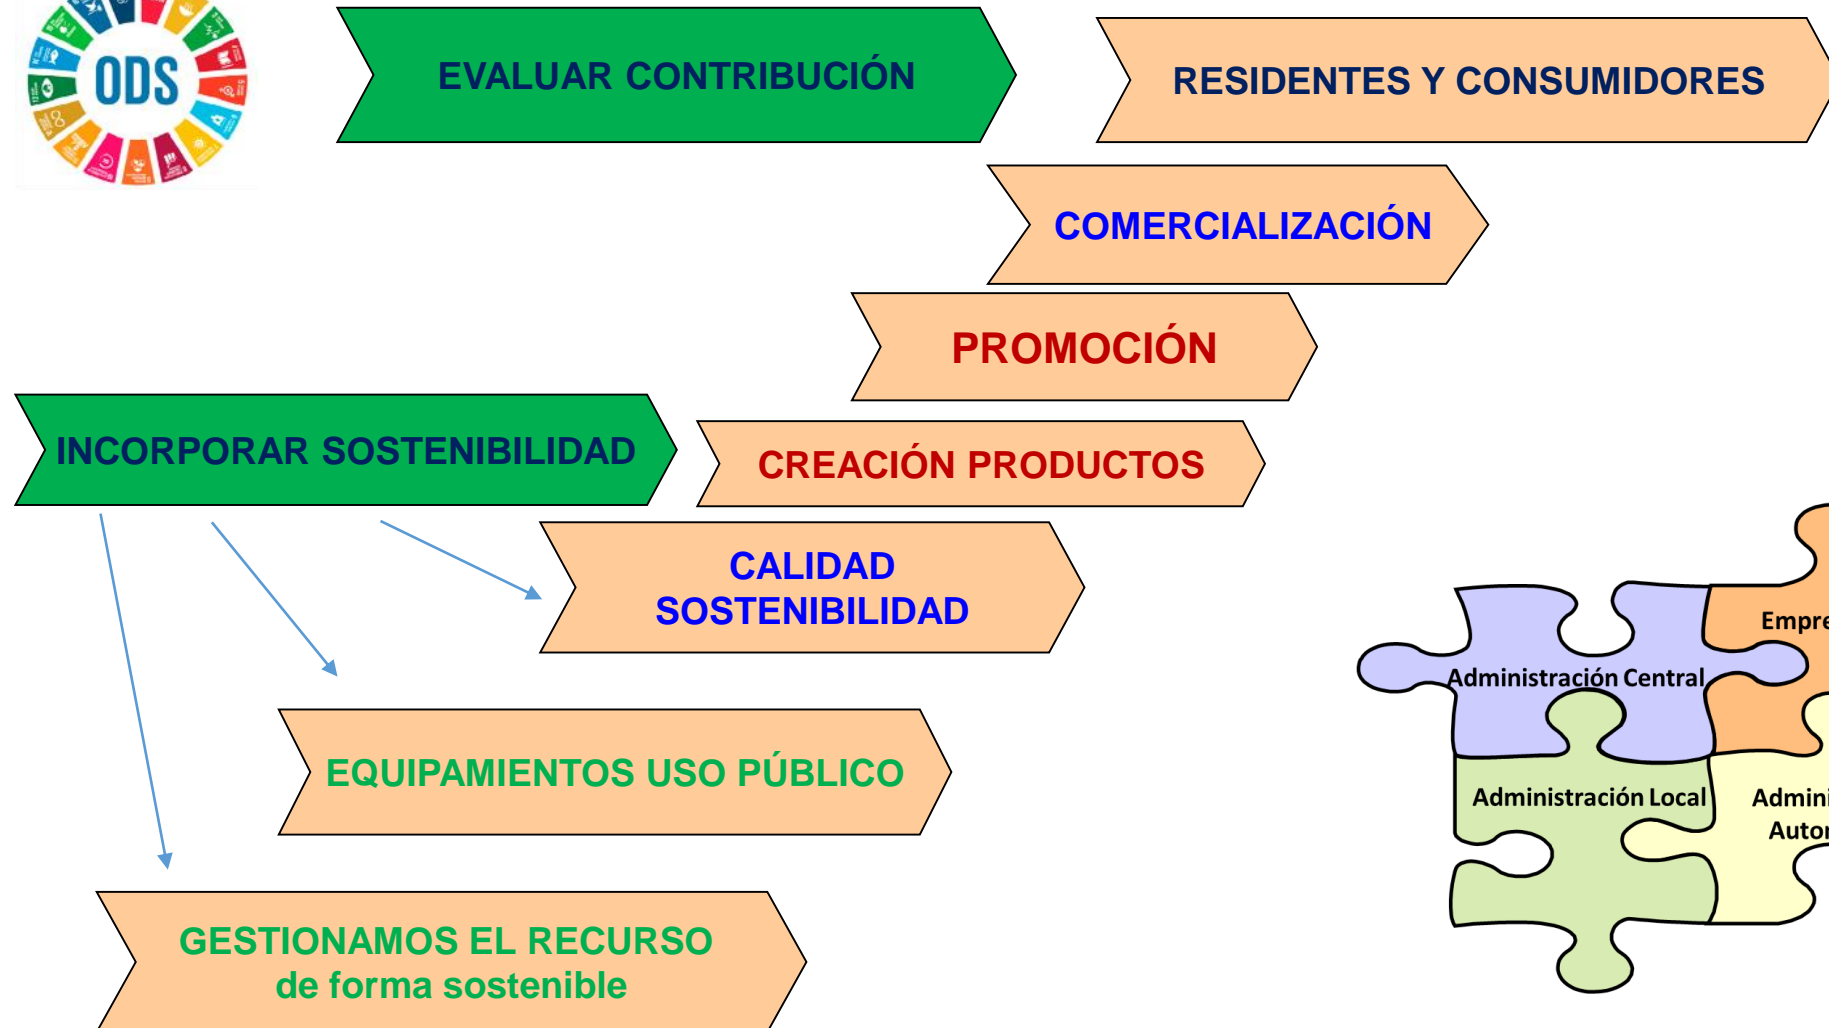 ODS
EVALUAR CONTRIBUCIÓN
RESIDENTES Y CONSUMIDORES
COMERCIALIZACIÓN
PROMOCIÓN
INCORPORAR SOSTENIBILIDAD
CREACIÓN PRODUCTOS
CALIDAD
SOSTENIBILIDAD
EQUIPAMIENTOS USO PÚBLICO
GESTIONAMOS EL RECURSO
de forma sostenible
Administración Central
Administración Local